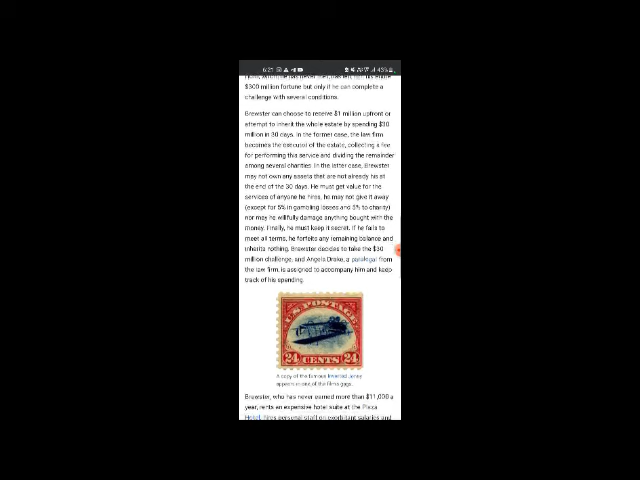 6:21 43%
$300 million fortune but only if he can complete a
challenge with several conditions.
Brewster can choose to receive $1 million upfront or
attempt to inherit the whole estate by spending $30
million in 30 days. In the former case, the law firm
becomes the executor of the estate, collecting a fee
for performing this service and dividing the remainder
among several charities. In the latter case, Brewster
may not own any assets that are not already his at
the end of the 30 days. He must get value for the
services of anyone he hires, he may not give it away
(except for 5% in gambling losses and 5% to charity)
nor may he willfully damage anything bought with the
money. Finally, he must keep it secret. If he fails to
meet all terms, he forfeits any remaining balance and
inherits nothing. Brewster decides to take the $30
million challenge, and Angela Drake, a paralegal from
the law firm, is assigned to accompany him and keep
track of his spending.
U.S. POSTAGE
24 CENTS 24
A copy of the famous Inverted Jenny
appears in one of the film's gags.
Brewster, who has never earned more than $11,000 a
year, rents an expensive hotel suite at the Plaza
Hotel, hires personal staff on exorbitant salaries and